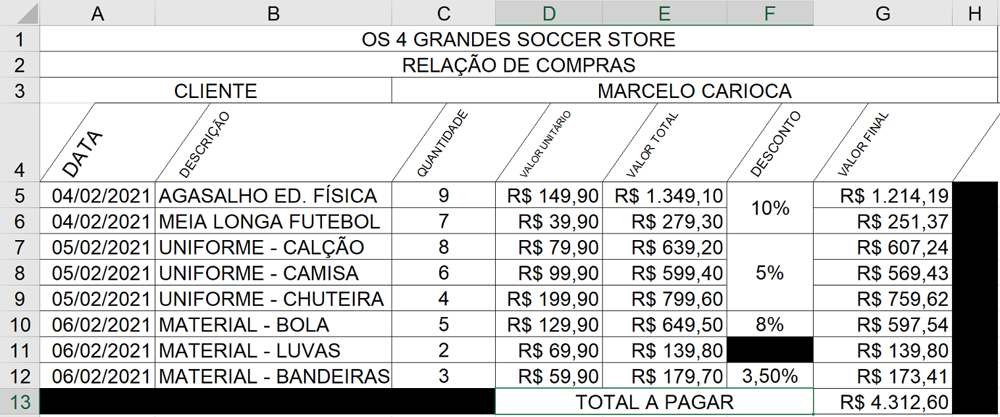 A B C D E F G H
1 OS 4 GRANDES SOCCER STORE
2 RELAÇÃO DE COMPRAS
3 CLIENTE MARCELO CARIOCA
4 DATA DESCRIÇÃO QUANTIDADE VALOR UNITÁRIO VALOR TOTAL DESCONTO VALOR FINAL
5 04/02/2021 AGASALHO ED. FÍSICA 9 R$ 149,90 R$ 1.349,10 10% R$ 1.214,19
6 04/02/2021 MEIA LONGA FUTEBOL 7 R$ 39,90 R$ 279,30 R$ 251,37
7 05/02/2021 UNIFORME - CALÇÃO 8 R$ 79,90 R$ 639,20 R$ 607,24
8 05/02/2021 UNIFORME - CAMISA 6 R$ 99,90 R$ 599,40 5% R$ 569,43
9 05/02/2021 UNIFORME - CHUTEIRA 4 R$ 199,90 R$ 799,60 R$ 759,62
10 06/02/2021 MATERIAL - BOLA 5 R$ 129,90 R$ 649,50 8% R$ 597,54
11 06/02/2021 MATERIAL - LUVAS 2 R$ 69,90 R$ 139,80 R$ 139,80
12 06/02/2021 MATERIAL - BANDEIRAS 3 R$ 59,90 R$ 179,70 3,50% R$ 173,41
13 TOTAL A PAGAR R$ 4.312,60